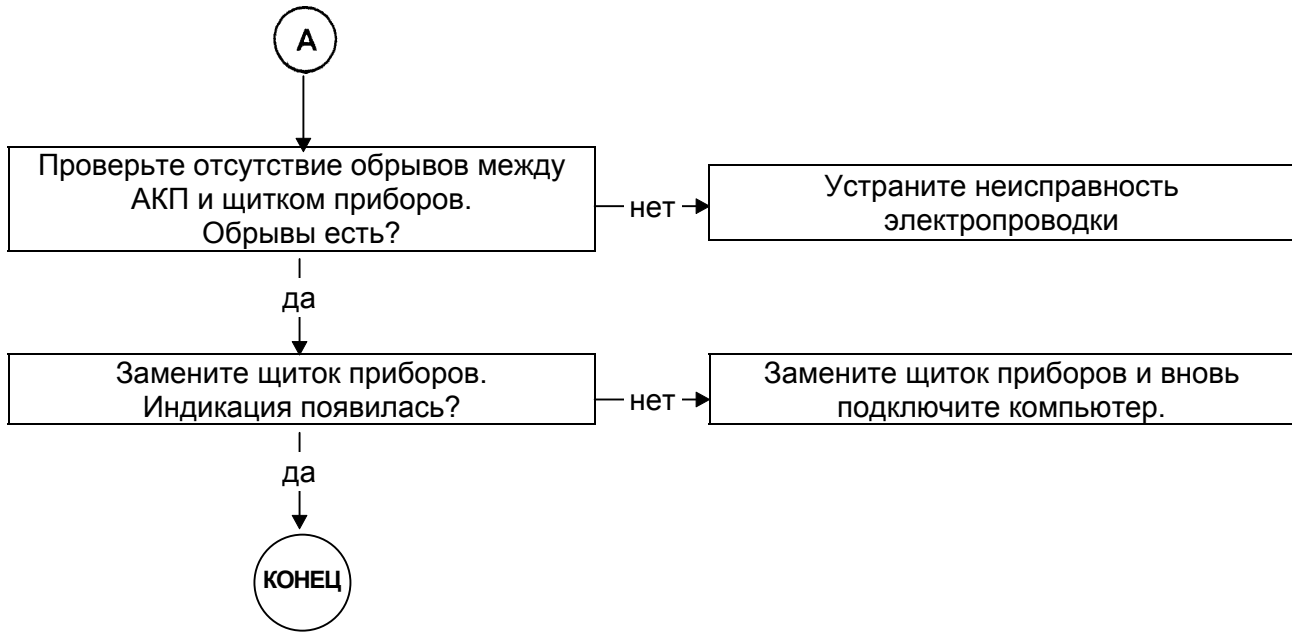 А
Проверьте отсутствие обрывов между
АКП и щитком приборов.
Обрывы есть?
нет
Устраните неисправность
электропроводки
да
Замените щиток приборов.
Индикация появилась?
нет
Замените щиток приборов и вновь
подключите компьютер.
да
КОНЕЦ